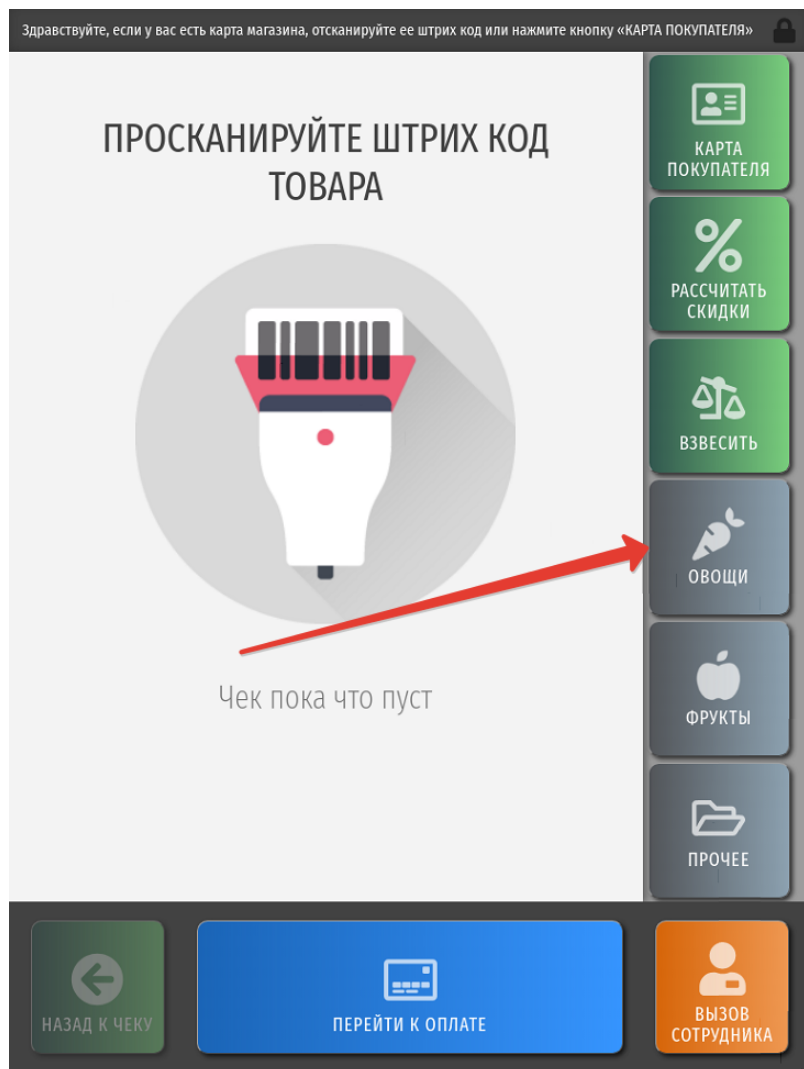 Здравствуйте, если у вас есть карта магазина, отсканируйте ее штрих код или нажмите кнопку «КАРТА ПОКУПАТЕЛЯ»
ПРОСКАНИРУЙТЕ ШТРИХ КОД
ТОВАРА
Чек пока что пуст
КАРТА
ПОКУПАТЕЛЯ
РАССЧИТАТЬ
СКИДКИ
ВЗВЕСИТЬ
ОВОЩИ
ФРУКТЫ
ПРОЧЕЕ
НАЗАД К ЧЕКУ
ПЕРЕЙТИ К ОПЛАТЕ
ВЫЗОВ
СОТРУДНИКА